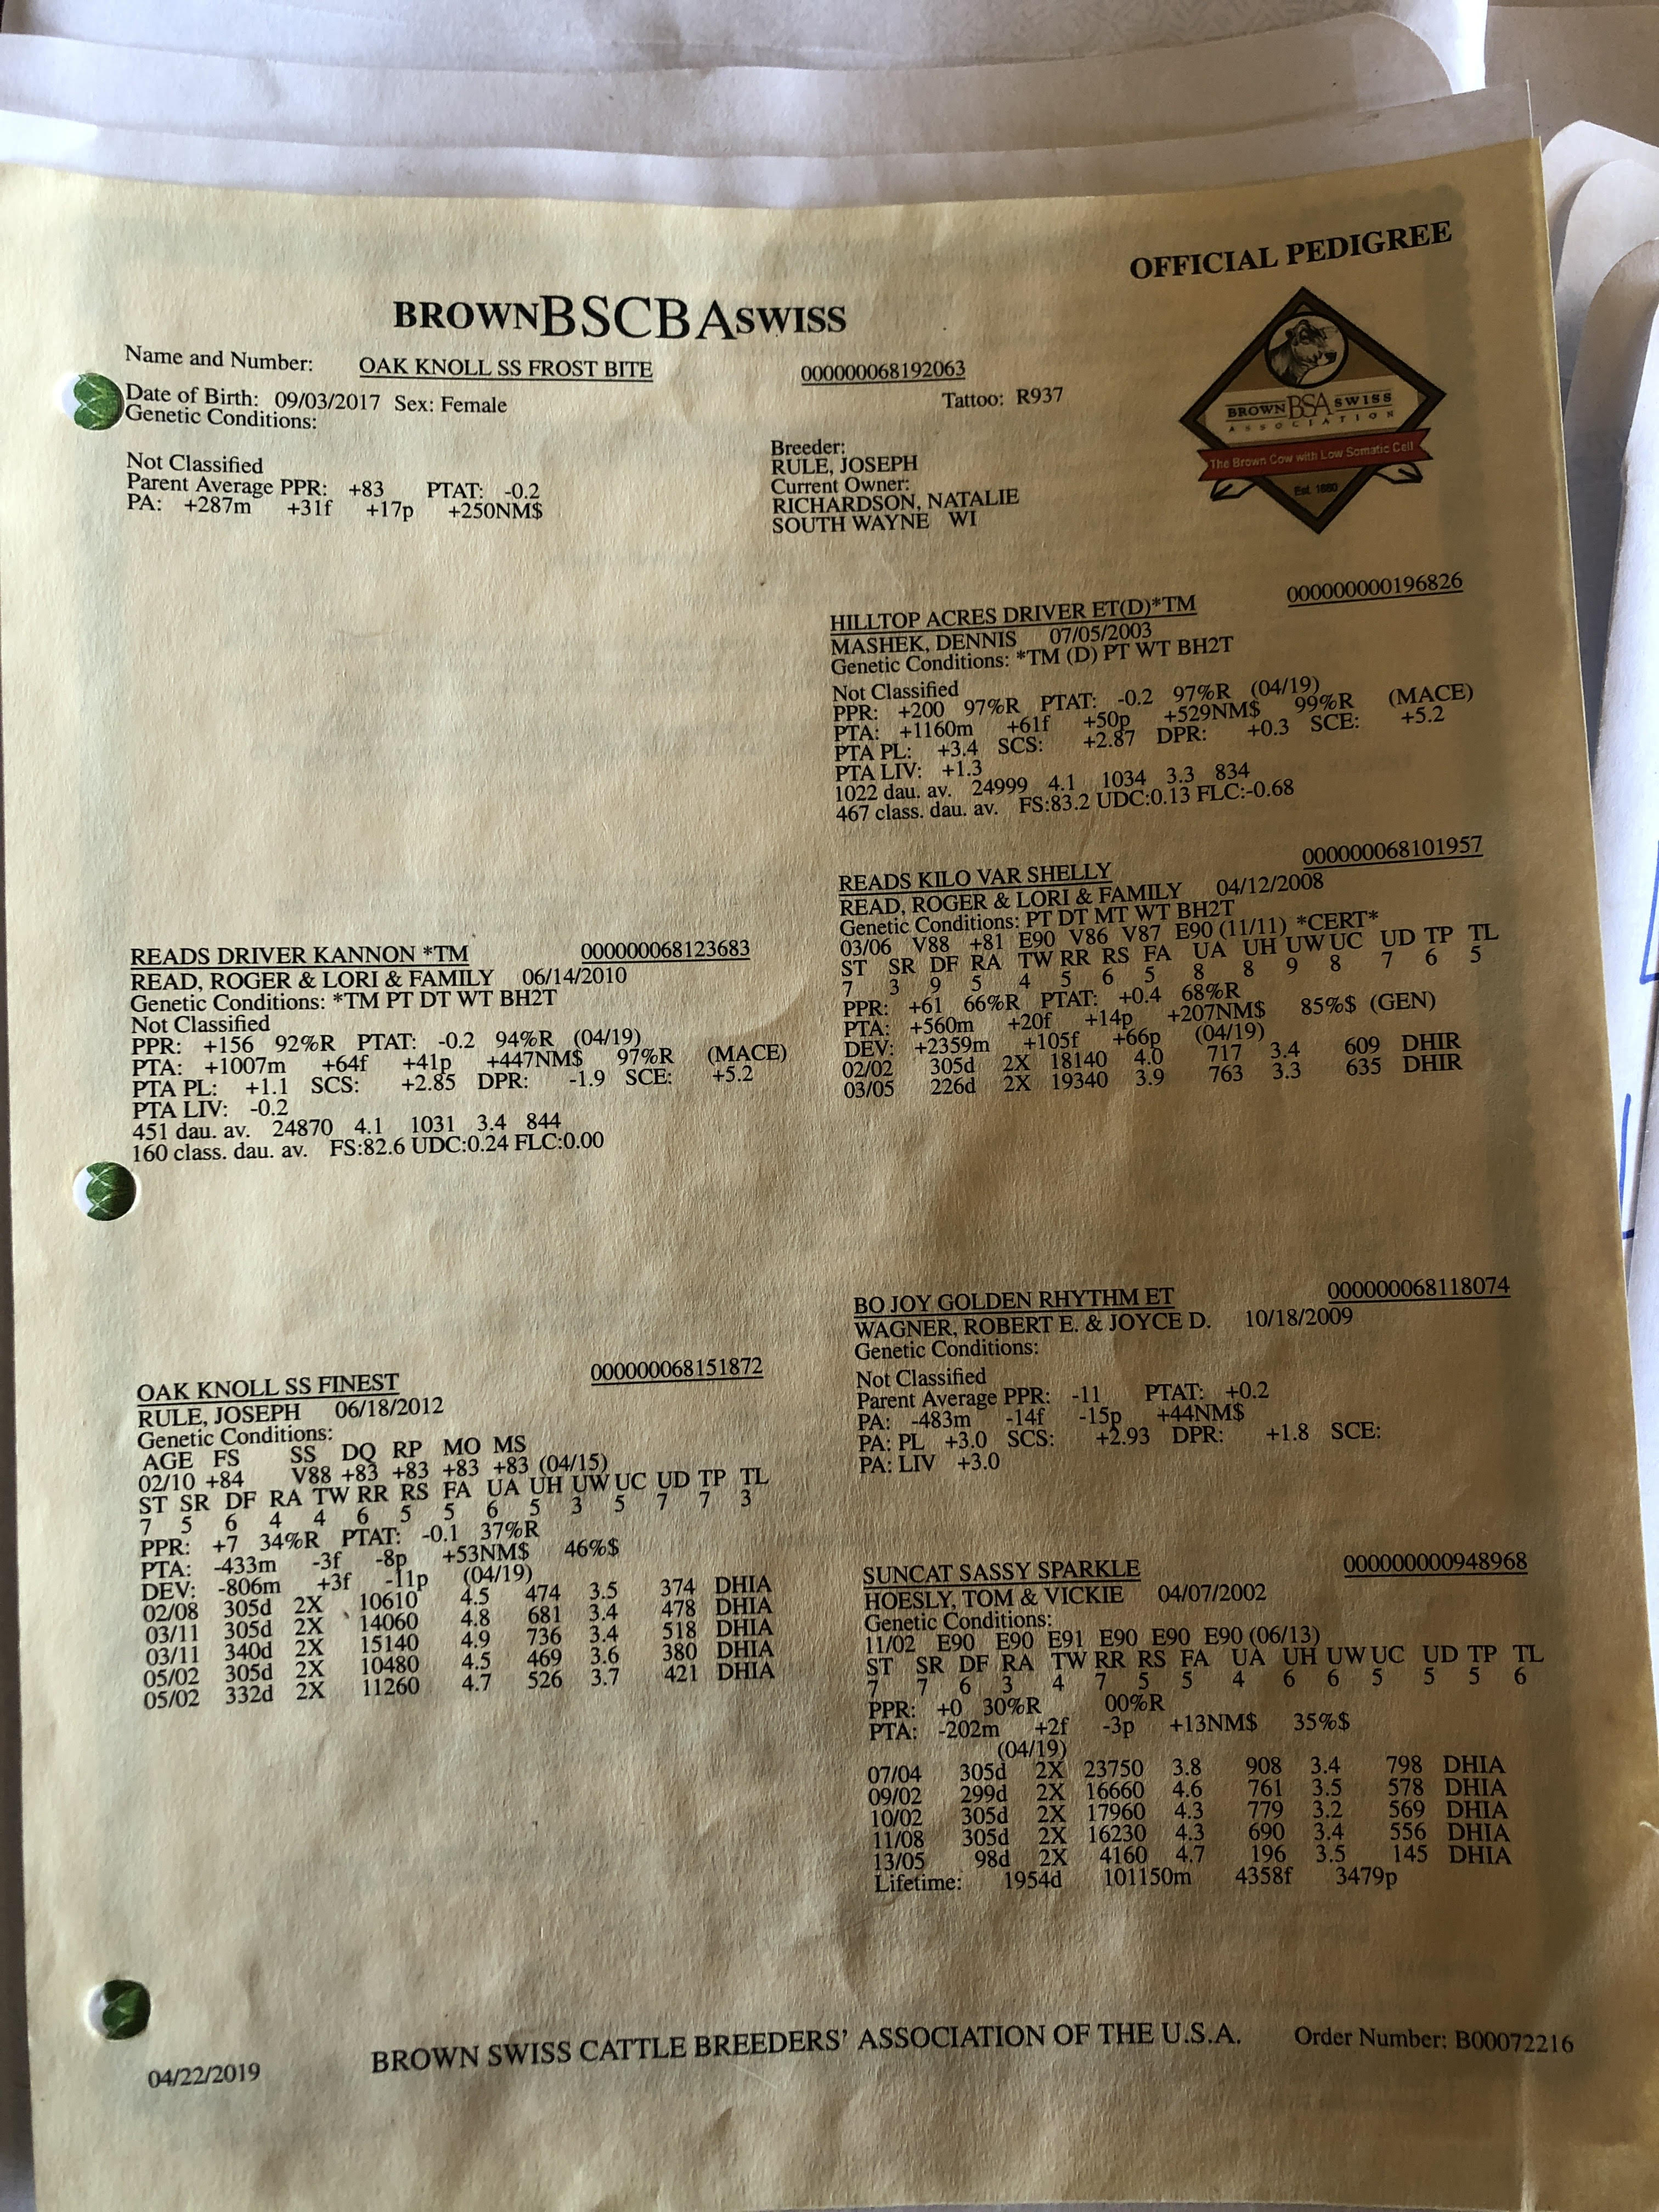 OFFICIAL PEDIGREE
BROWN BSCBA SWISS
Name and Number: OAK KNOLL SS FROST BITE 000000068192063
Date of Birth: 09/03/2017 Sex: Female Tattoo: R937
Genetic Conditions:
BROWN BSA SWISS
ASSOCIATION
The Brown Cow with Low Somatic Cell
Est. 1880
Not Classified
Parent Average PPR: +83 PTAT: -0.2
PA: +287m +31f +17p +250NM$
Breeder:
RULE, JOSEPH
Current Owner:
RICHARDSON, NATALIE
SOUTH WAYNE WI
HILLTOP ACRES DRIVER ET(D)*TM 000000000196826
MASHEK, DENNIS 07/05/2003
Genetic Conditions: *TM (D) PT WT BH2T
Not Classified
PPR: +200 97%R PTAT: -0.2 97%R (04/19)
PTA: +1160m +61f +50p +529NM$ 99%R (MACE)
PTA PL: +3.4 SCS: +2.87 DPR: +0.3 SCE: +5.2
PTA LIV: +1.3
1022 dau. av. 24999 4.1 1034 3.3 834
467 class. dau. av. FS:83.2 UDC:0.13 FLC:-0.68
READS KILO VAR SHELLY 000000068101957
READ, ROGER & LORI & FAMILY 04/12/2008
Genetic Conditions: PT DT MT WT BH2T
03/06 V88 +81 E90 V86 V87 E90 (11/11) *CERT*
ST SR DF RA TW RR RS FA UA UH UW UC UD TP TL
7 3 9 5 4 5 6 5 8 8 9 8 7 6 5
PPR: +61 66%R PTAT: +0.4 68%R
PTA: +560m +20f +14p +207NM$ 85%$ (GEN)
DEV: +2359m +105f +66p (04/19)
02/02 305d 2X 18140 4.0 717 3.4 609 DHIR
03/05 226d 2X 19340 3.9 763 3.3 635 DHIR
READS DRIVER KANNON *TM 000000068123683
READ, ROGER & LORI & FAMILY 06/14/2010
Genetic Conditions: *TM PT DT WT BH2T
Not Classified
PPR: +156 92%R PTAT: -0.2 94%R (04/19)
PTA: +1007m +64f +41p +447NM$ 97%R (MACE)
PTA PL: +1.1 SCS: +2.85 DPR: -1.9 SCE: +5.2
PTA LIV: -0.2
451 dau. av. 24870 4.1 1031 3.4 844
160 class. dau. av. FS:82.6 UDC:0.24 FLC:0.00
BO JOY GOLDEN RHYTHM ET 000000068118074
WAGNER, ROBERT E. & JOYCE D. 10/18/2009
Genetic Conditions:
Not Classified
Parent Average PPR: -11 PTAT: +0.2
PA: -483m -14f -15p +44NM$
PA: PL +3.0 SCS: +2.93 DPR: +1.8 SCE:
PA: LIV +3.0
OAK KNOLL SS FINEST 000000068151872
RULE, JOSEPH 06/18/2012
Genetic Conditions:
AGE FS SS DQ RP MO MS
02/10 +84 V88 +83 +83 +83 +83 (04/15)
ST SR DF RA TW RR RS FA UA UH UW UC UD TP TL
7 5 6 4 4 6 5 5 6 5 3 5 7 7 3
PPR: +7 34%R PTAT: -0.1 37%R
PTA: -433m -3f -8p +53NM$ 46%$
DEV: -806m +3f -11p (04/19)
02/08 305d 2X 10610 4.5 474 3.5 374 DHIA
03/11 305d 2X 14060 4.8 681 3.4 478 DHIA
03/11 340d 2X 15140 4.9 736 3.4 518 DHIA
05/02 305d 2X 10480 4.5 469 3.6 380 DHIA
05/02 332d 2X 11260 4.7 526 3.7 421 DHIA
SUNCAT SASSY SPARKLE 000000000948968
HOESLY, TOM & VICKIE 04/07/2002
Genetic Conditions:
11/02 E90 E90 E91 E90 E90 E90 (06/13)
ST SR DF RA TW RR RS FA UA UH UW UC UD TP TL
7 7 6 3 4 7 5 5 4 6 6 5 5 5 6
PPR: +0 30%R 00%R
PTA: -202m +2f -3p +13NM$ 35%$
(04/19)
07/04 305d 2X 23750 3.8 908 3.4 798 DHIA
09/02 299d 2X 16660 4.6 761 3.5 578 DHIA
10/02 305d 2X 17960 4.3 779 3.2 569 DHIA
11/08 305d 2X 16230 4.3 690 3.4 556 DHIA
13/05 98d 2X 4160 4.7 196 3.5 145 DHIA
Lifetime: 1954d 101150m 4358f 3479p
04/22/2019 BROWN SWISS CATTLE BREEDERS' ASSOCIATION OF THE U.S.A. Order Number: B00072216